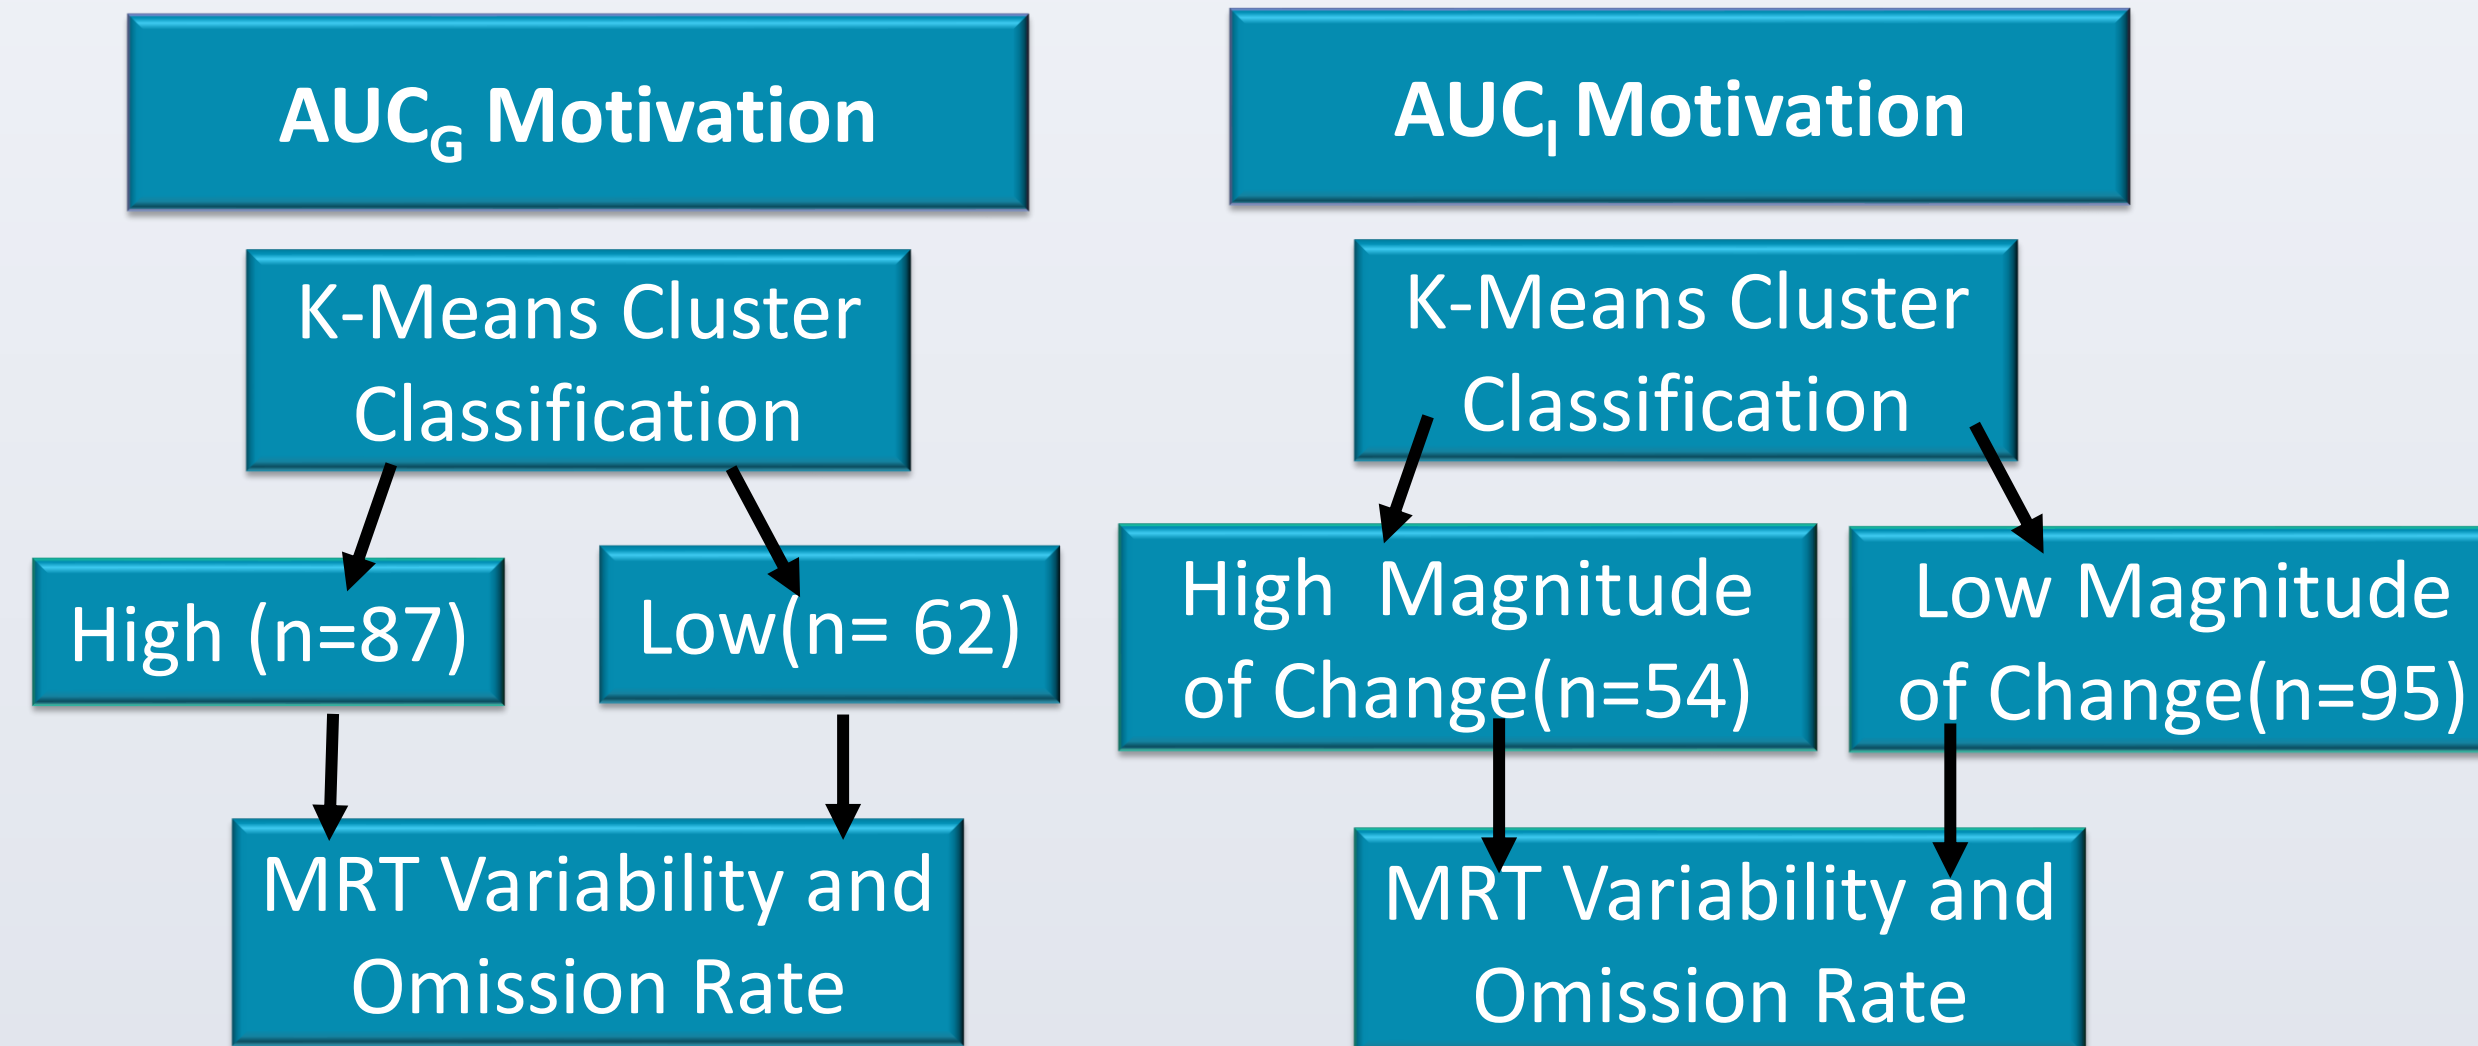 AUCG Motivation
K-Means Cluster
Classification
High (n=87)
Low(n= 62)
MRT Variability and
Omission Rate
AUCI Motivation
K-Means Cluster
Classification
High  Magnitude
of Change(n=54)
Low Magnitude
of Change(n=95)
MRT Variability and
Omission Rate